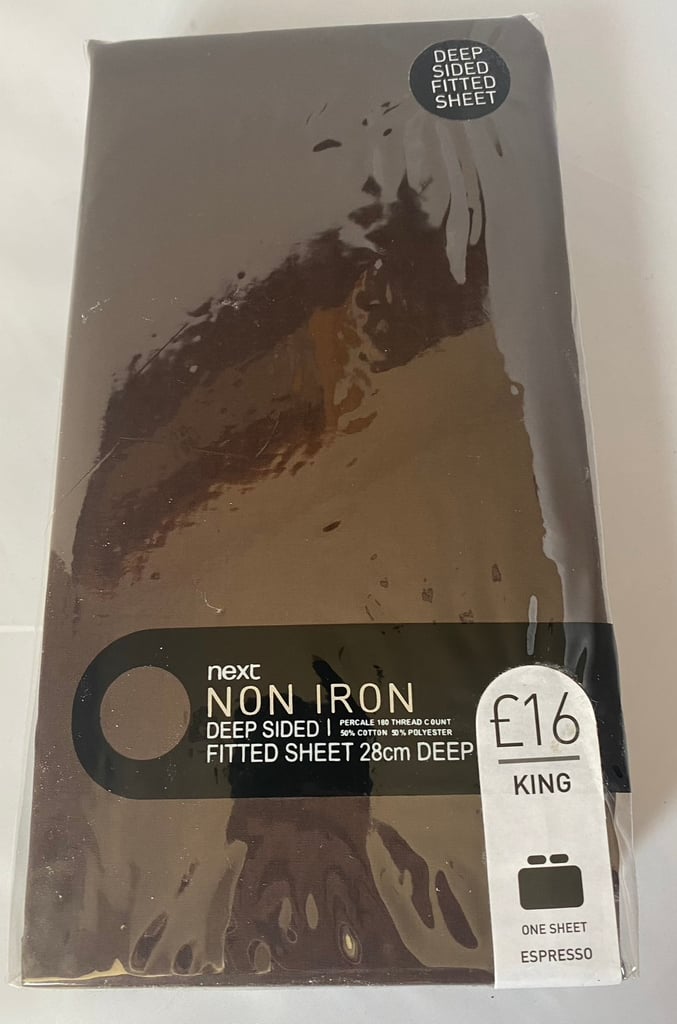 DEEP
SIDED
FITTED
SHEET
next
NON IRON
DEEP SIDED | PERCALE 180 THREAD COUNT
50% COTTON 50% POLYESTER
FITTED SHEET 28cm DEEP
£16
KING
ONE SHEET
ESPRESSO